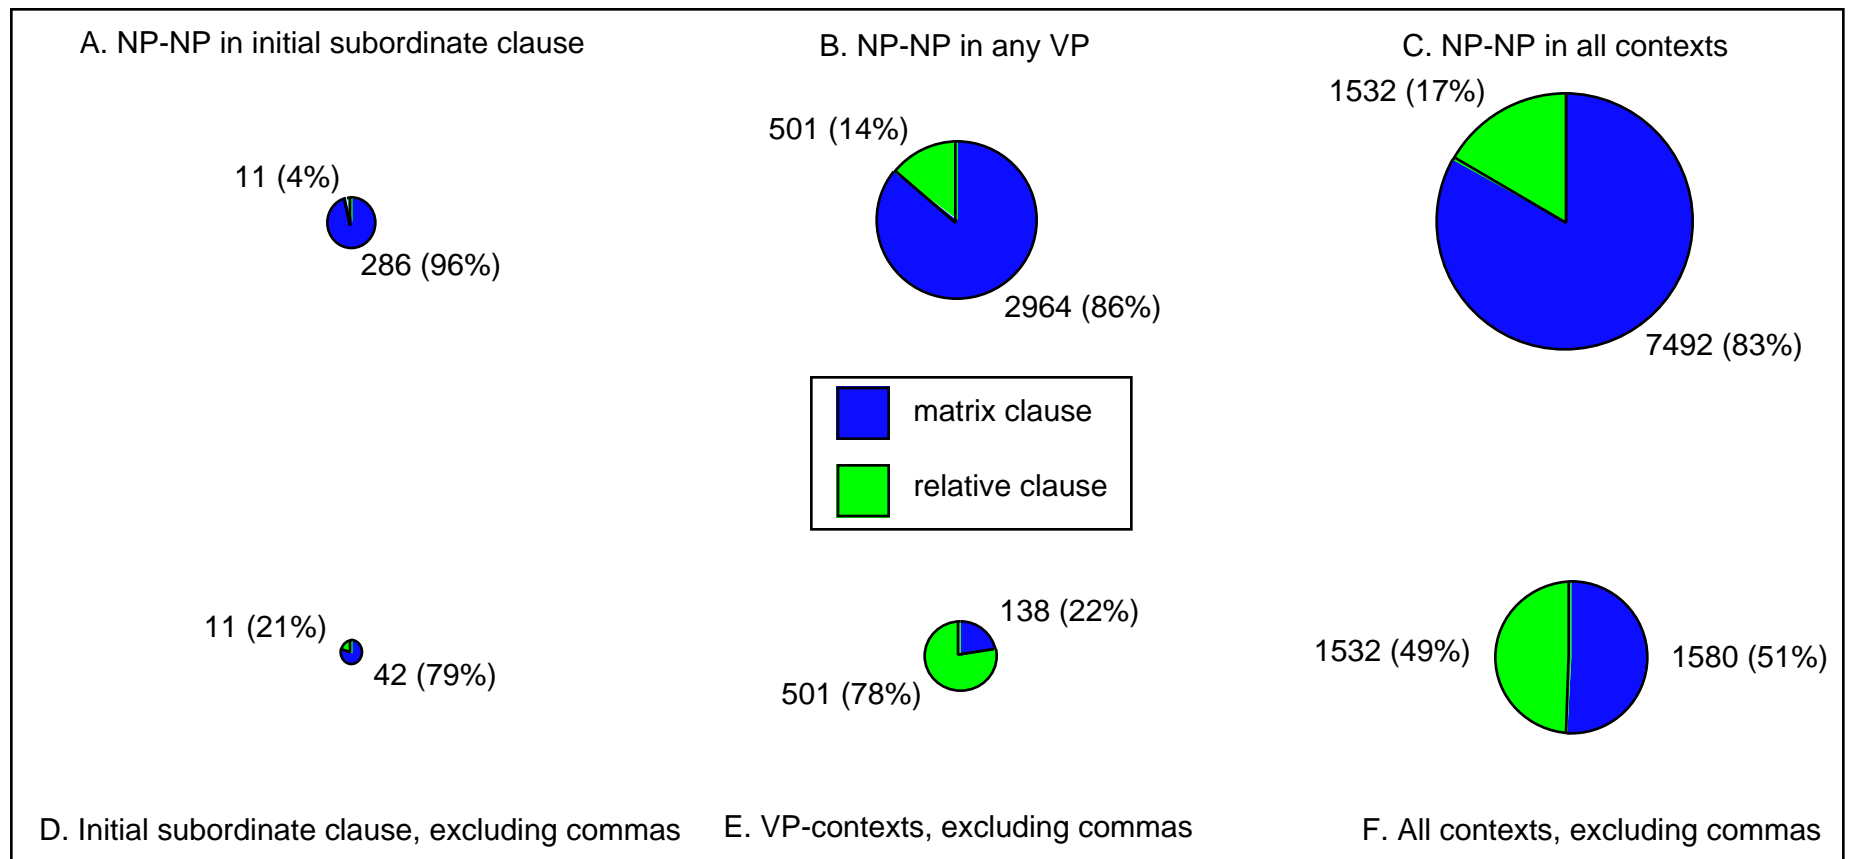 A. NP-NP in initial subordinate clause
B. NP-NP in any VP
C. NP-NP in all contexts
11 (4%)
286 (96%)
501 (14%)
2964 (86%)
1532 (17%)
7492 (83%)
matrix clause
relative clause
11 (21%)
42 (79%)
138 (22%)
501 (78%)
1532 (49%)
1580 (51%)
D. Initial subordinate clause, excluding commas
E. VP-contexts, excluding commas
F. All contexts, excluding commas